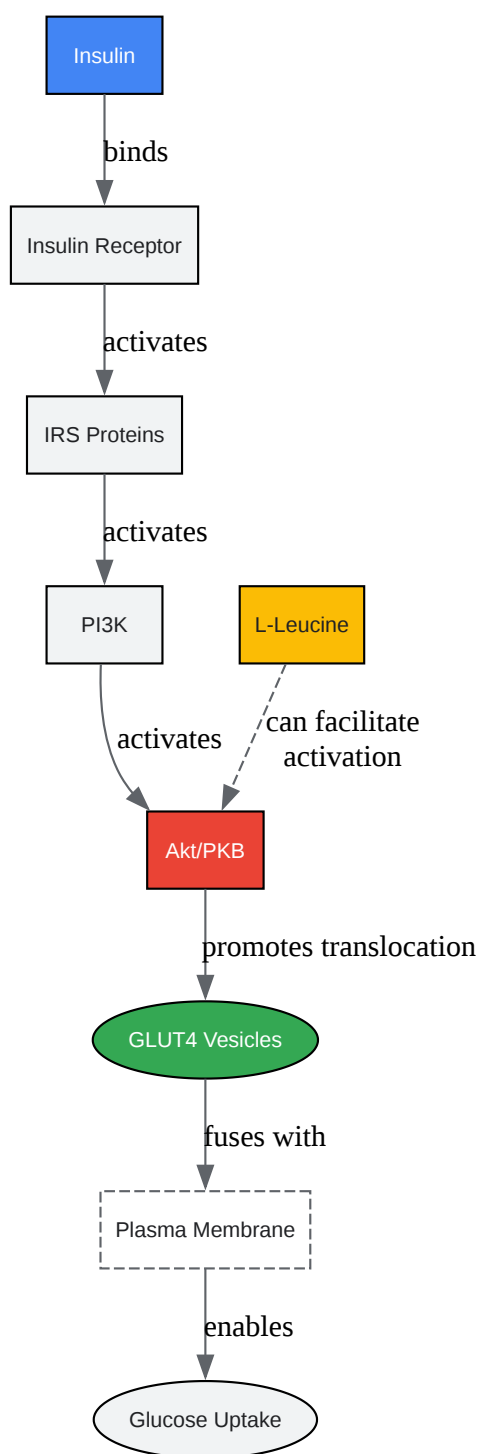 Insulin
binds
Insulin Receptor
activates
IRS Proteins
activates
PI3K
L-Leucine
activates
can facilitate
activation
Akt/PKB
promotes translocation
GLUT4 Vesicles
fuses with
Plasma Membrane
enables
Glucose Uptake